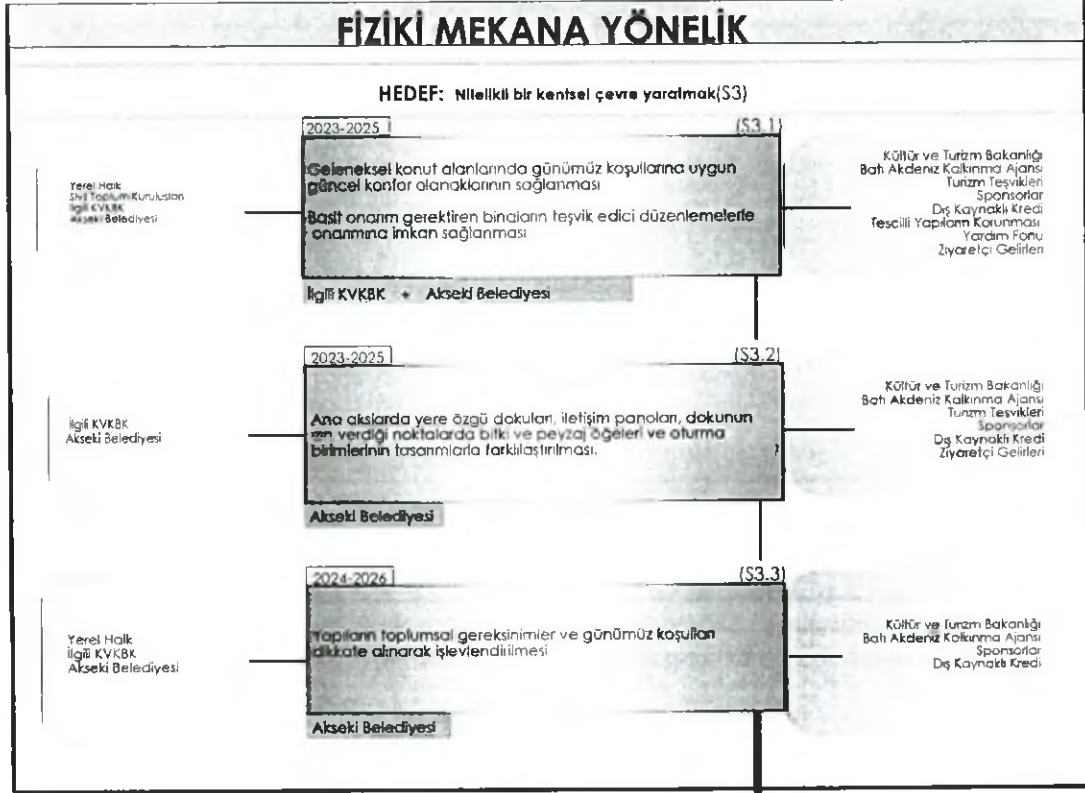 FİZİKİ MEKANA YÖNELİK
HEDEF: Nitelikli bir kentsel çevre yaratmak(S3)
2023-2025
(S3.1)
Geleneksel konut alanlarında günümüz koşullarına uygun
güncel konfor olanaklarının sağlanması
Basit onarım gerektiren binaların teşvik edici düzenlemelerle
onarımına imkan sağlanması
İlgili KVKBK + Akseki Belediyesi
Yerel Halk
Sivil Toplum Kuruluşları
İlgili KVKBK
Akseki Belediyesi
Kültür ve Turizm Bakanlığı
Batı Akdeniz Kalkınma Ajansı
Turizm Teşvikleri
Sponsorlar
Dış Kaynaklı Kredi
Tescilli Yapıların Korunması
Yardım Fonu
Ziyaretçi Gelirleri
2023-2025
(S3.2)
Ana akslarda yere özgü dokuları, iletişim panoları, dokunun
izin verdiği noktalarda bitki ve peyzaj öğeleri ve oturma
birimlerinin tasarımlarla farklılaştırılması.
Akseki Belediyesi
İlgili KVKBK
Akseki Belediyesi
Kültür ve Turizm Bakanlığı
Batı Akdeniz Kalkınma Ajansı
Turizm Teşvikleri
Sponsorlar
Dış Kaynaklı Kredi
Ziyaretçi Gelirleri
2024-2026
(S3.3)
Yapıların toplumsal gereksinimler ve günümüz koşulları
dikkate alınarak işlevlendirilmesi
Akseki Belediyesi
Yerel Halk
İlgili KVKBK
Akseki Belediyesi
Kültür ve Turizm Bakanlığı
Batı Akdeniz Kalkınma Ajansı
Sponsorlar
Dış Kaynaklı Kredi